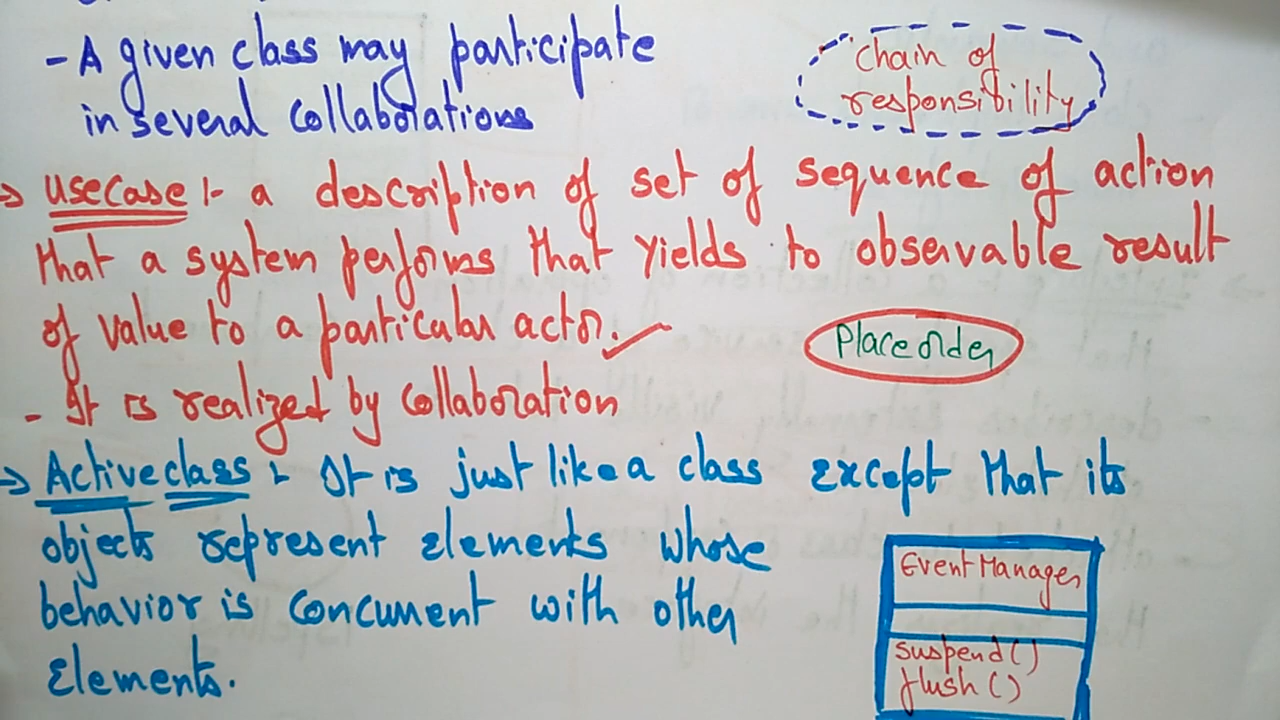 - A given class may participate
in several collaborations
chain of
responsibility
→ usecase :- a description of set of sequence of action
that a system performs that yields to observable result
of value to a particular actor.
Place order
- It is realized by collaboration
→ Active class :- It is just like a class except that its
objects represent elements whose
behavior is concurrent with other
elements.
Event Manager
suspend()
flush()